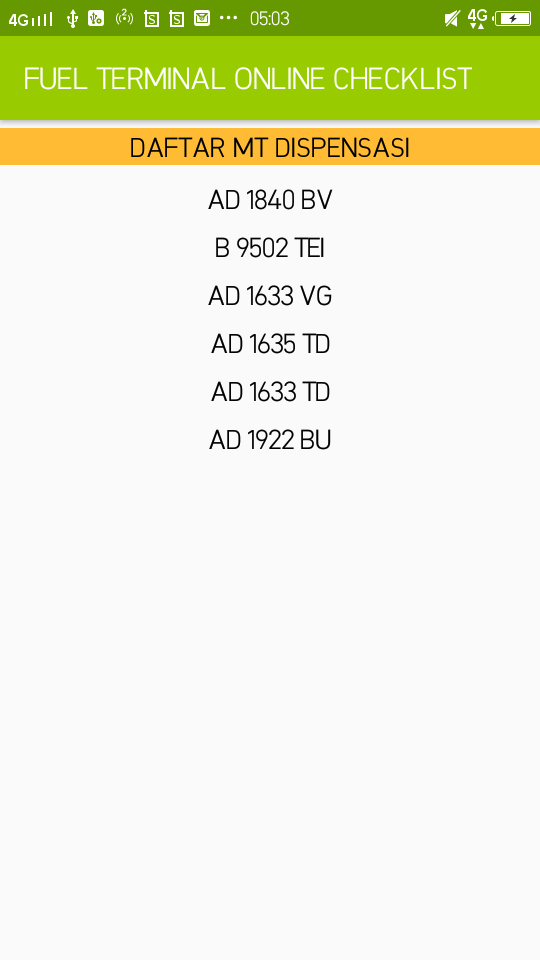 4G 2 ... 05:03 4G
FUEL TERMINAL ONLINE CHECKLIST
DAFTAR MT DISPENSASI
AD 1840 BV
B 9502 TEI
AD 1633 VG
AD 1635 TD
AD 1633 TD
AD 1922 BU